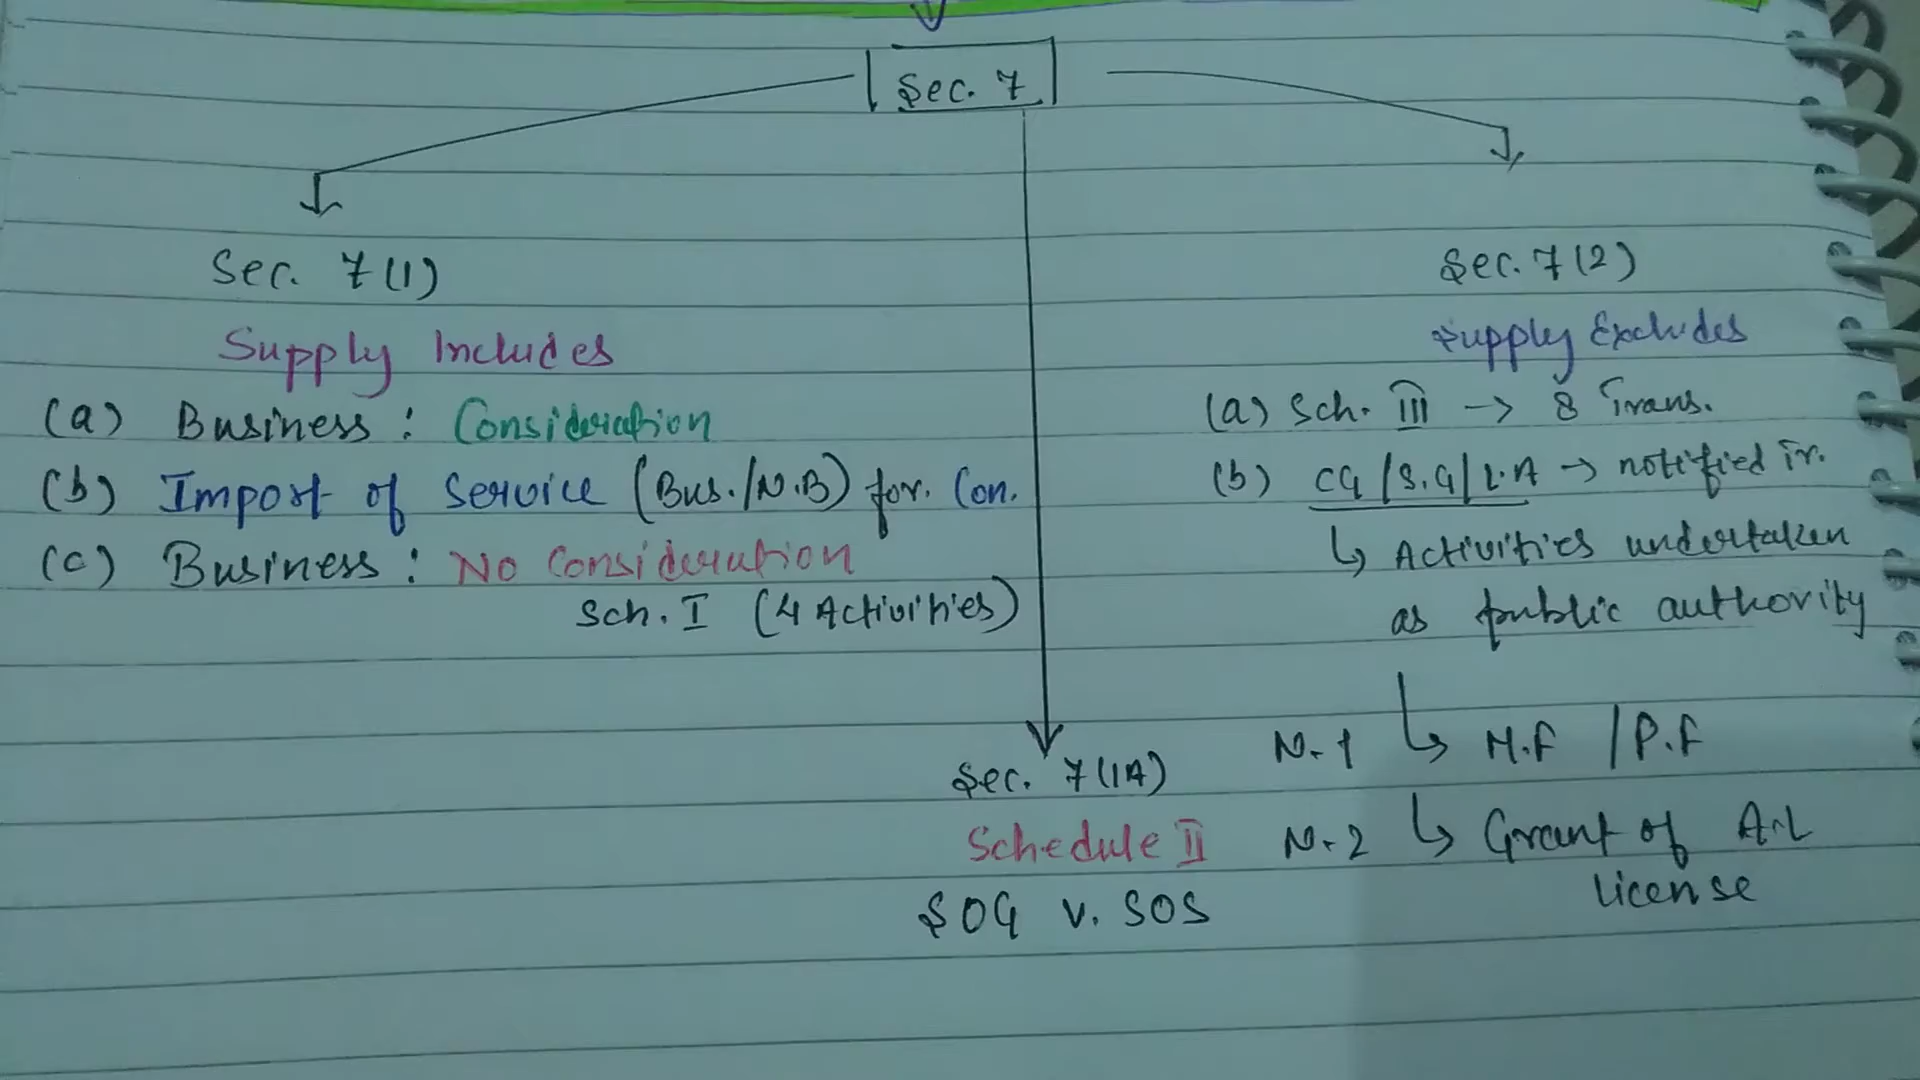 Sec. 7
Sec. 7(1)
Supply Includes
(a) Business : Consideration
(b) Import of Service (Bus./N.B) for. Con.
(c) Business : No Consideration
Sch. I (4 Activities)
Sec. 7(2)
Supply Excludes
(a) Sch. III -> 8 Trans.
(b) CG/S.G/L.A -> notified tr.
↳ Activities undertaken
as public authority
N.1 ↳ M.F / P.F
N.2 ↳ Grant of A.L
license
Sec. 7(1A)
Schedule II
SOG v. SOS